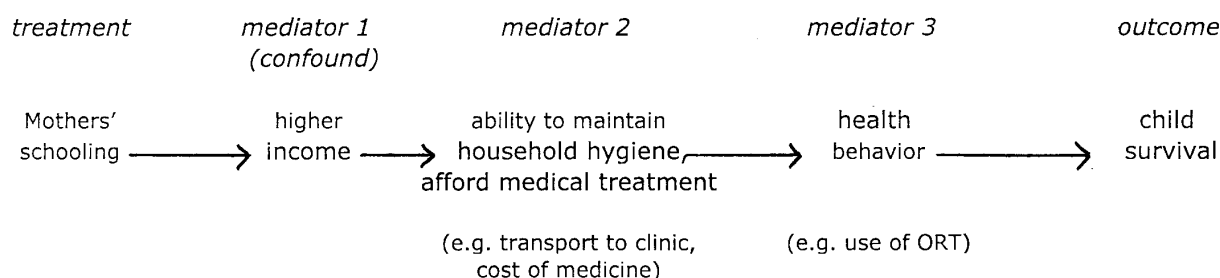 treatment mediator 1 mediator 2 mediator 3 outcome
(confound)
Mothers' higher ability to maintain health child
schooling income household hygiene, behavior survival
afford medical treatment
(e.g. transport to clinic, (e.g. use of ORT)
cost of medicine)